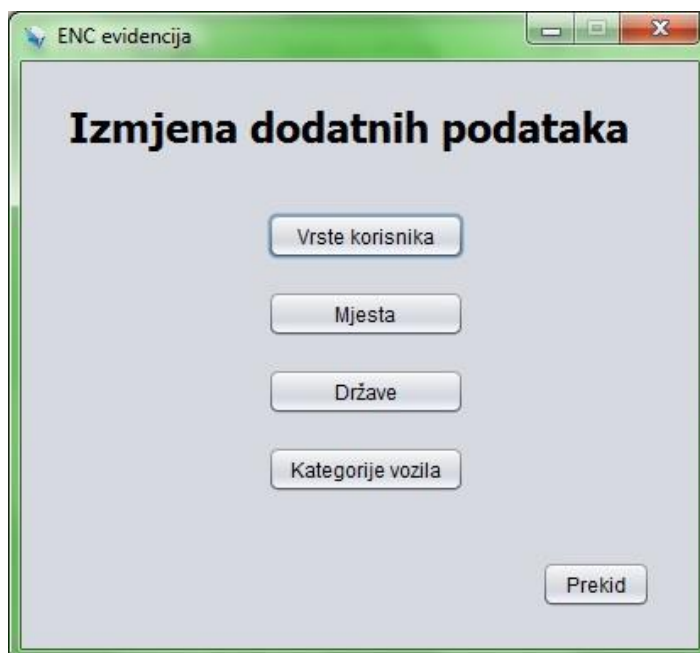 ENC evidencija
Izmjena dodatnih podataka
Vrste korisnika
Mjesta
Države
Kategorije vozila
Prekid